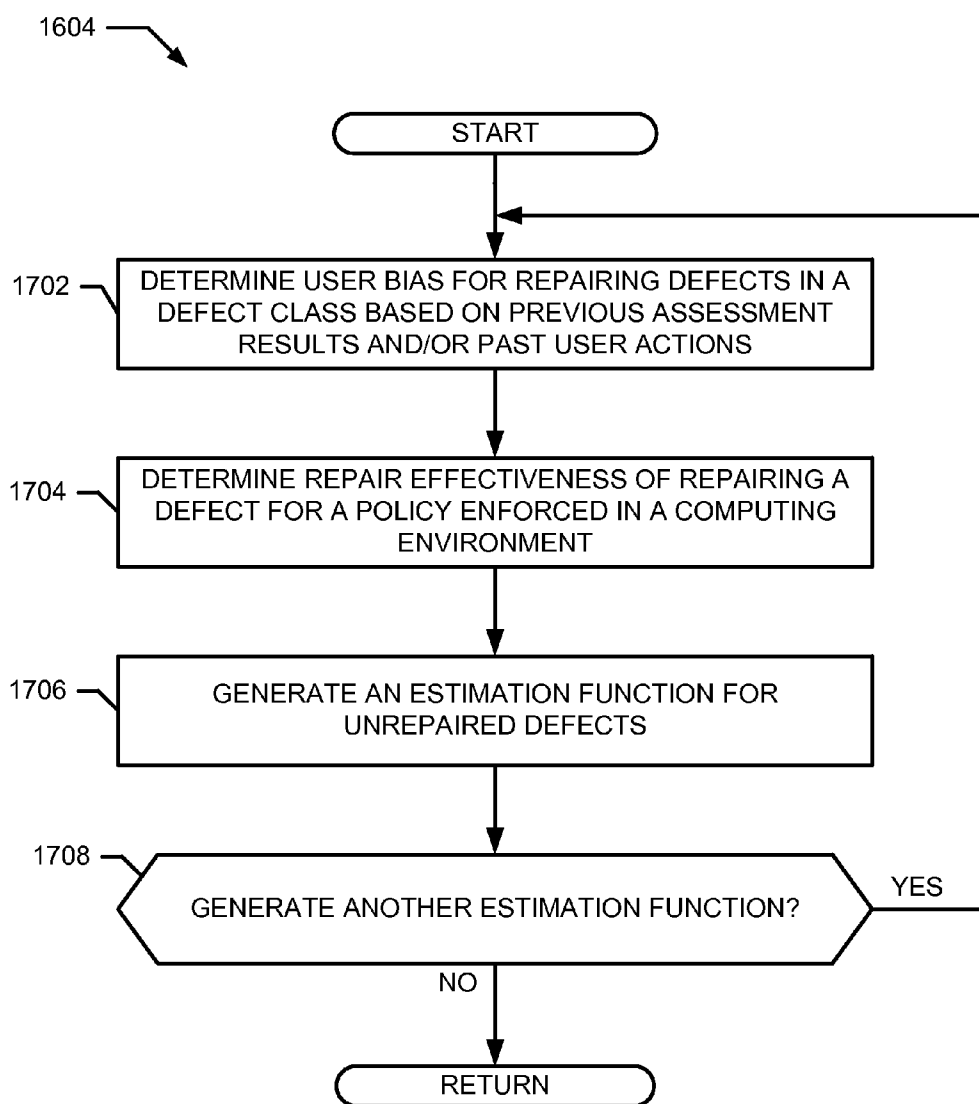 1604
START
1702
DETERMINE USER BIAS FOR REPAIRING DEFECTS IN A
DEFECT CLASS BASED ON PREVIOUS ASSESSMENT
RESULTS AND/OR PAST USER ACTIONS
1704
DETERMINE REPAIR EFFECTIVENESS OF REPAIRING A
DEFECT FOR A POLICY ENFORCED IN A COMPUTING
ENVIRONMENT
1706
GENERATE AN ESTIMATION FUNCTION FOR
UNREPAIRED DEFECTS
1708
GENERATE ANOTHER ESTIMATION FUNCTION?
YES
NO
RETURN